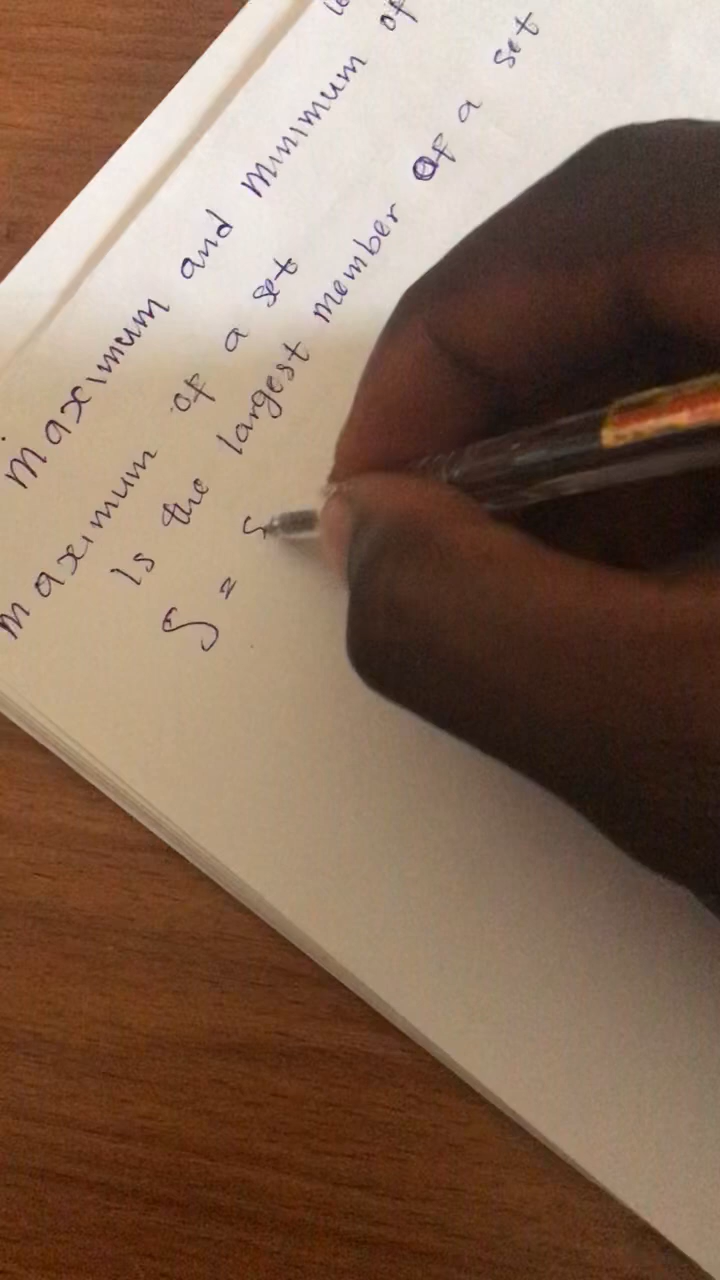 Maximum and Minimum of
Maximum of a set
Is the largest member of a set
S =